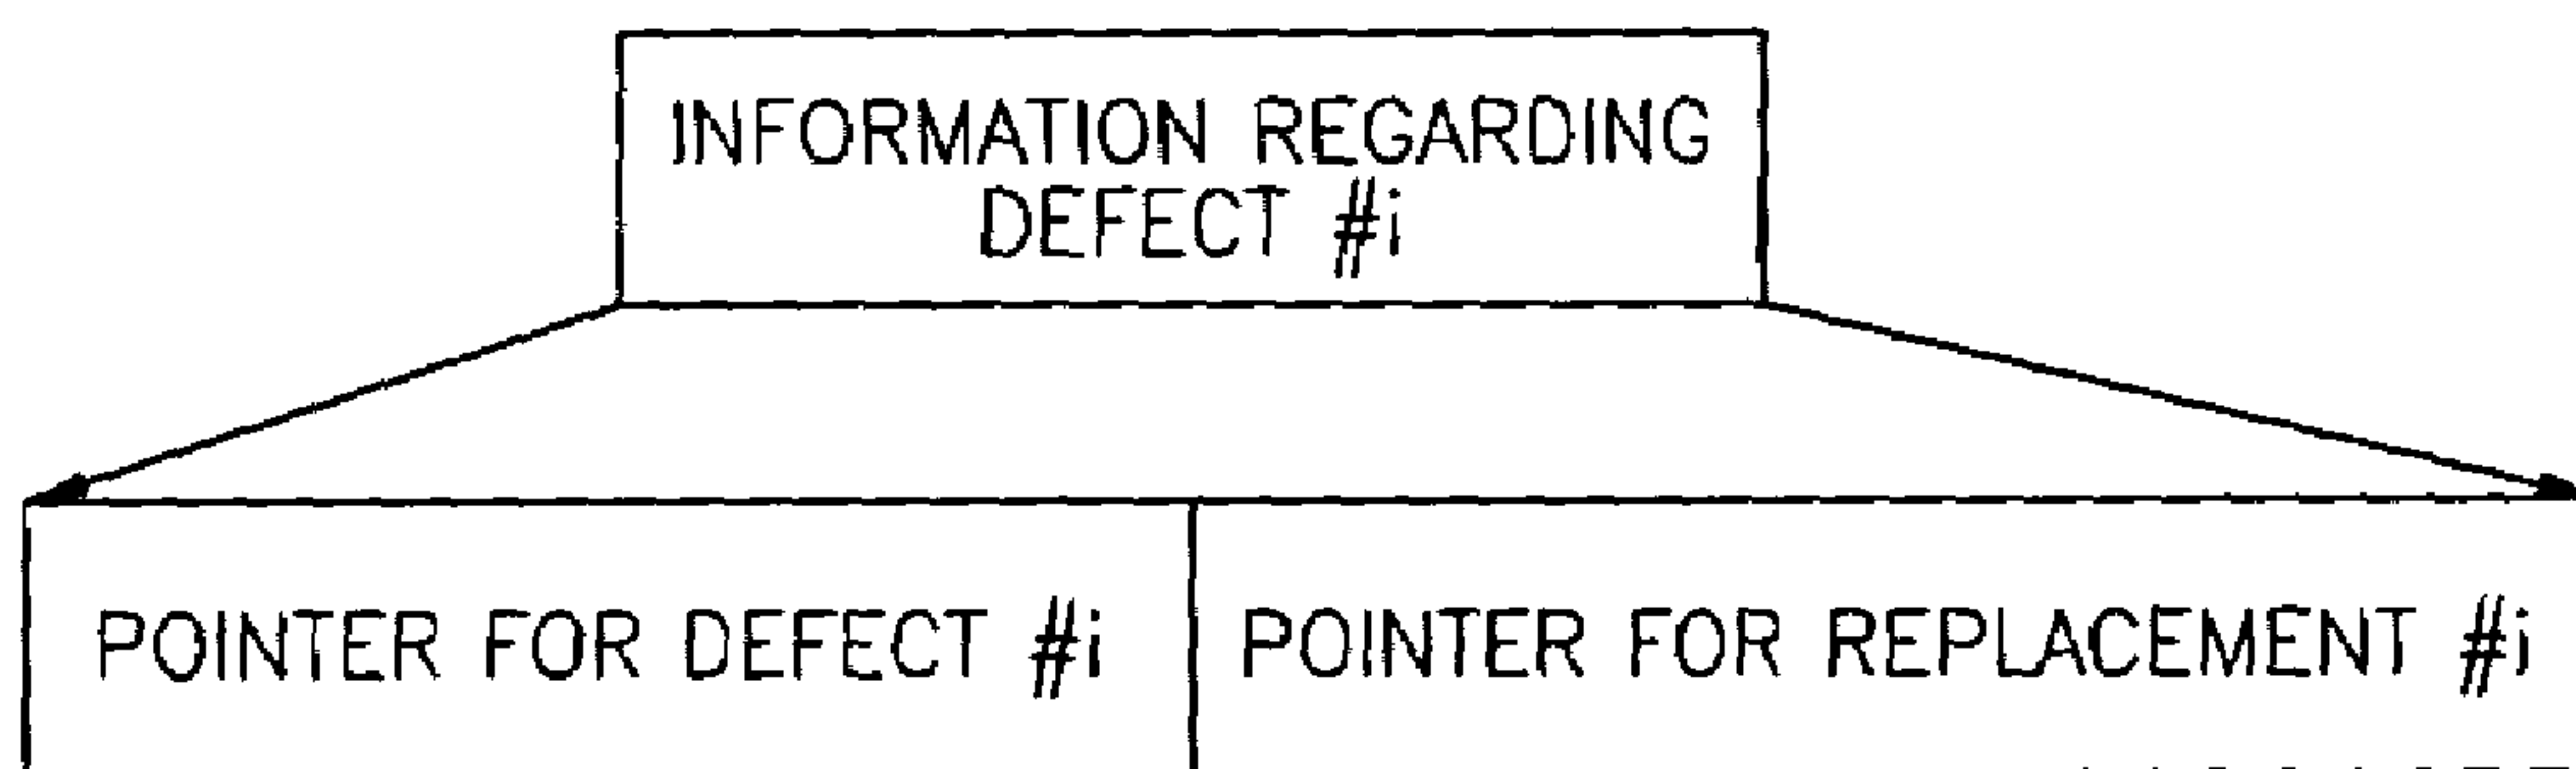 INFORMATION REGARDING
DEFECT #i
POINTER FOR DEFECT #i
POINTER FOR REPLACEMENT #i